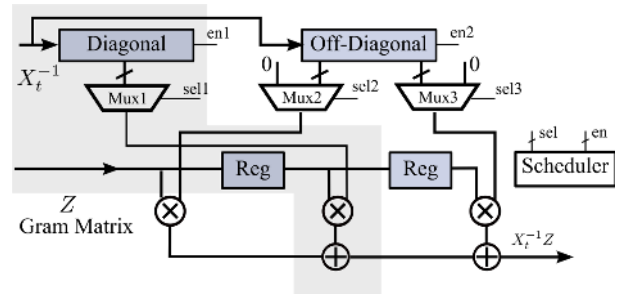 Diagonal
en1
Off-Diagonal
en2
X_t^{-1}
0
0
Mux1
sel1
Mux2
sel2
Mux3
sel3
sel
en
Scheduler
Reg
Reg
Z
Gram Matrix
X_t^{-1}Z